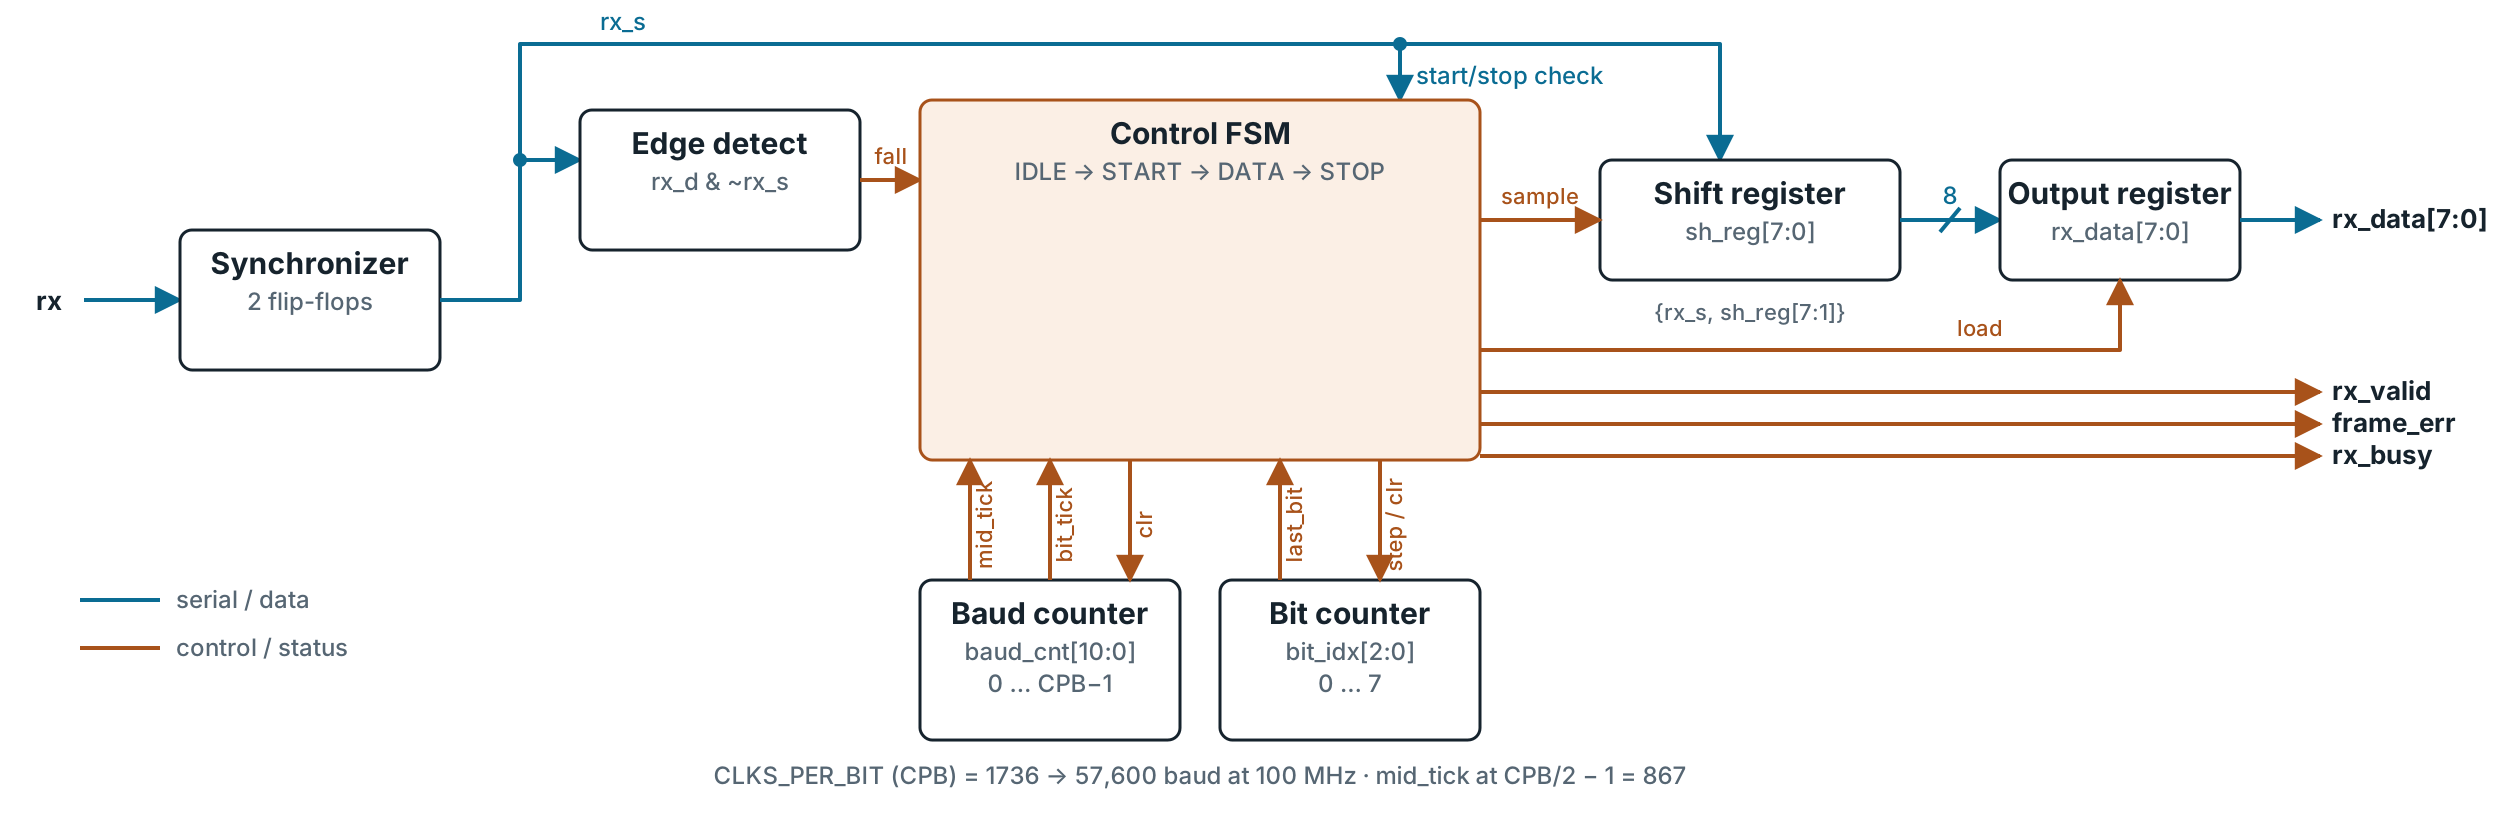 rx_s
start/stop check
Edge detect
rx_d & ~rx_s
fall
Control FSM
IDLE → START → DATA → STOP
sample
Shift register
sh_reg[7:0]
{rx_s, sh_reg[7:1]}
8
Output register
rx_data[7:0]
rx_data[7:0]
Synchronizer
2 flip-flops
rx
load
rx_valid
frame_err
rx_busy
mid_tick
bit_tick
clr
last_bit
step / clr
serial / data
control / status
Baud counter
baud_cnt[10:0]
0 … CPB−1
Bit counter
bit_idx[2:0]
0 … 7
CLKS_PER_BIT (CPB) = 1736 → 57,600 baud at 100 MHz · mid_tick at CPB/2 − 1 = 867